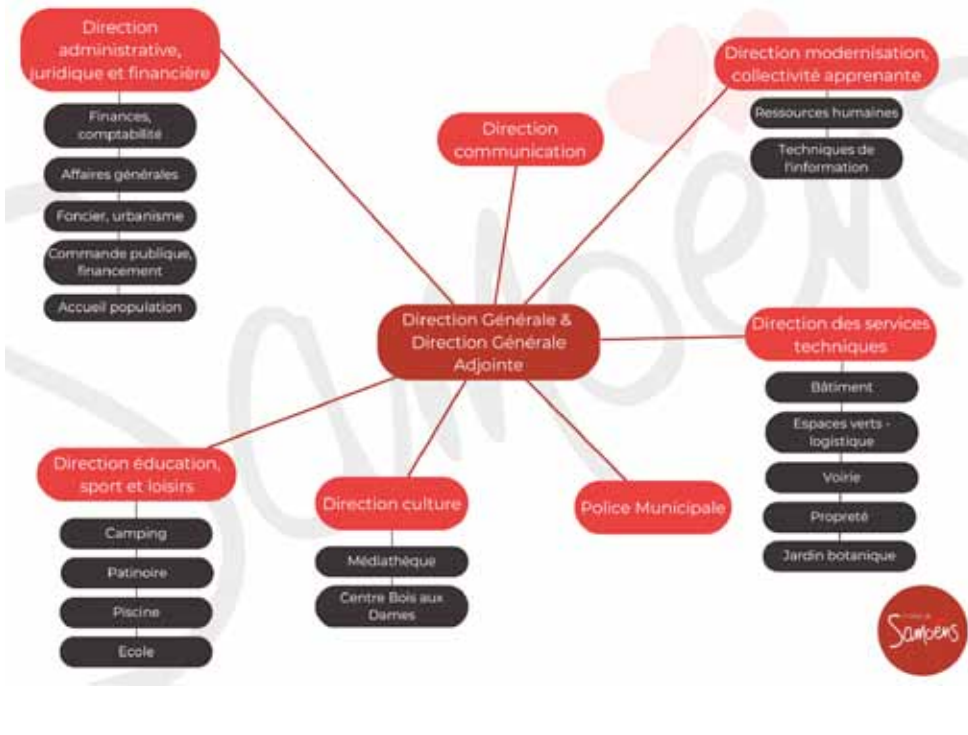 Direction
administrative,
juridique et financière
Finances,
comptabilité
Affaires générales
Foncier, urbanisme
Commande publique,
financement
Accueil population
Direction
communication
Direction modernisation,
collectivité apprenante
Ressources humaines
Techniques de
l'information
Direction Générale &
Direction Générale
Adjointe
Direction des services
techniques
Bâtiment
Espaces verts -
logistique
Voirie
Propreté
Jardin botanique
Direction éducation,
sport et loisirs
Camping
Patinoire
Piscine
Ecole
Direction culture
Médiathèque
Centre Bois aux
Dames
Police Municipale
Samoëns